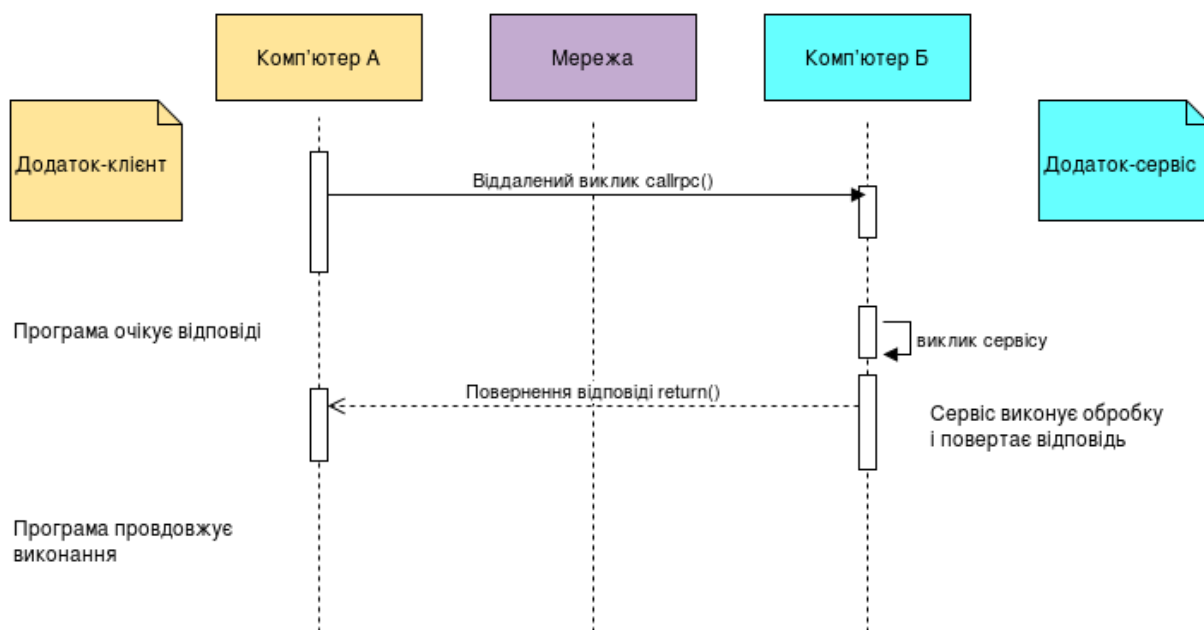 Комп'ютер А
Мережа
Комп'ютер Б
Додаток-клієнт
Додаток-сервіс
Віддалений виклик callrpc()
Програма очікує відповіді
виклик сервісу
Повернення відповіді return()
Сервіс виконує обробку
і повертає відповідь
Програма провдовжує
виконання